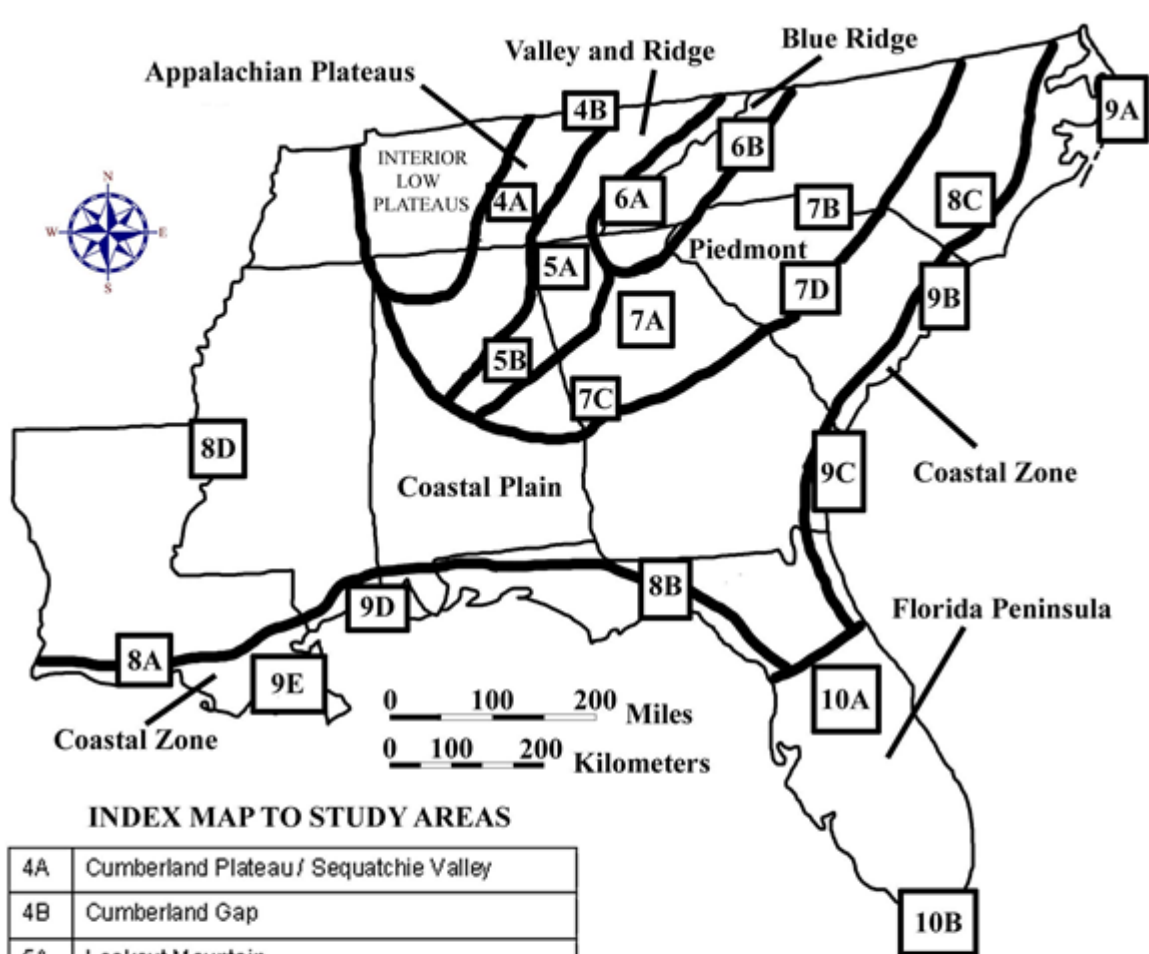 Blue Ridge
Valley and Ridge
Appalachian Plateaus
4B
9A
6B
INTERIOR
LOW
PLATEAUS
N
W
E
S
4A
6A
7B
8C
Piedmont
5A
7D
9B
7A
5B
7C
8D
9C
Coastal Zone
Coastal Plain
8B
9D
Florida Peninsula
8A
9E
10A
Coastal Zone
0 100 200 Miles
0 100 200 Kilometers
10B
INDEX MAP TO STUDY AREAS
4A Cumberland Plateau / Sequatchie Valley
4B Cumberland Gap
5A Lookout Mountain